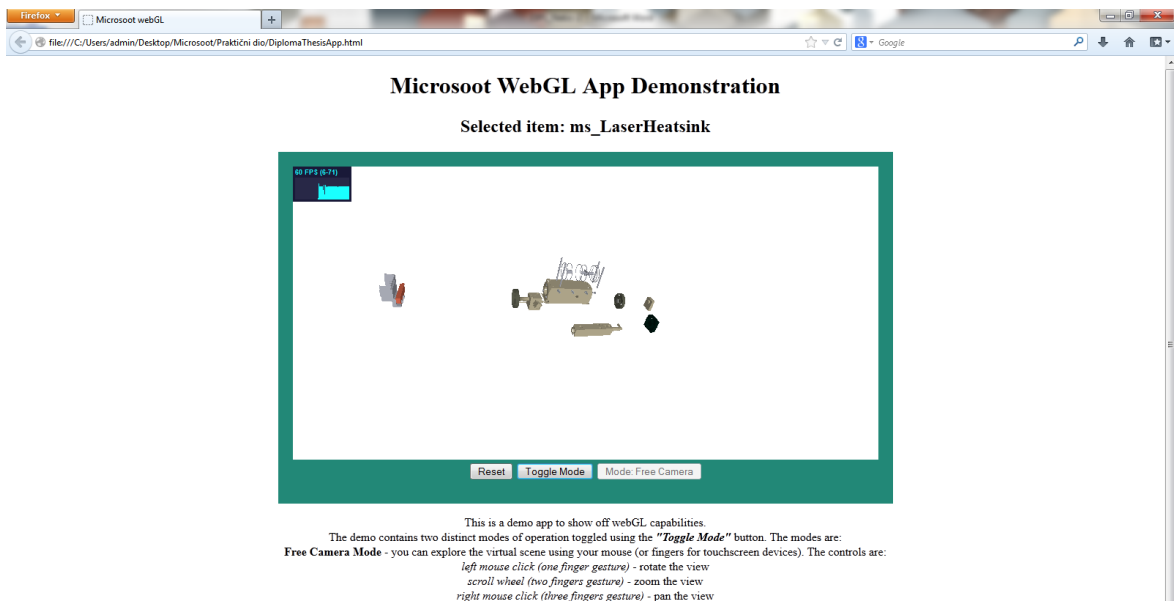 Firefox
Microsoot webGL
file:///C:/Users/admin/Desktop/Microsoot/Praktični dio/DiplomaThesisApp.html
Google
Microsoot WebGL App Demonstration
Selected item: ms_LaserHeatsink
60 FPS (6-71)
Reset
Toggle Mode
Mode: Free Camera
This is a demo app to show off webGL capabilities.
The demo contains two distinct modes of operation toggled using the "Toggle Mode" button. The modes are:
Free Camera Mode - you can explore the virtual scene using your mouse (or fingers for touchscreen devices). The controls are:
left mouse click (one finger gesture) - rotate the view
scroll wheel (two fingers gesture) - zoom the view
right mouse click (three fingers gesture) - pan the view